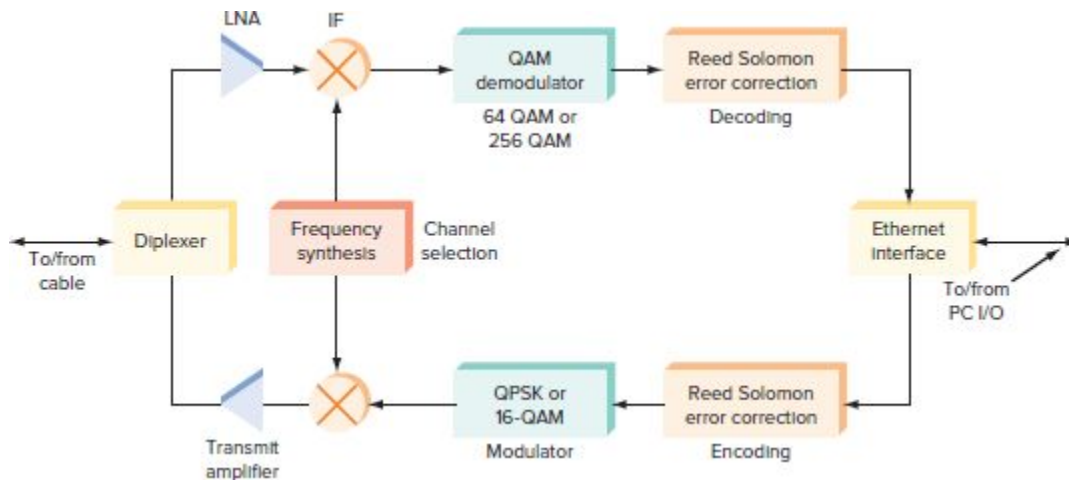 LNA
IF
QAM
demodulator
64 QAM or
256 QAM
Reed Solomon
error correction
Decoding
Diplexer
To/from
cable
Frequency
synthesis
Channel
selection
Ethernet
interface
To/from
PC I/O
Transmit
amplifier
QPSK or
16-QAM
Modulator
Reed Solomon
error correction
Encoding